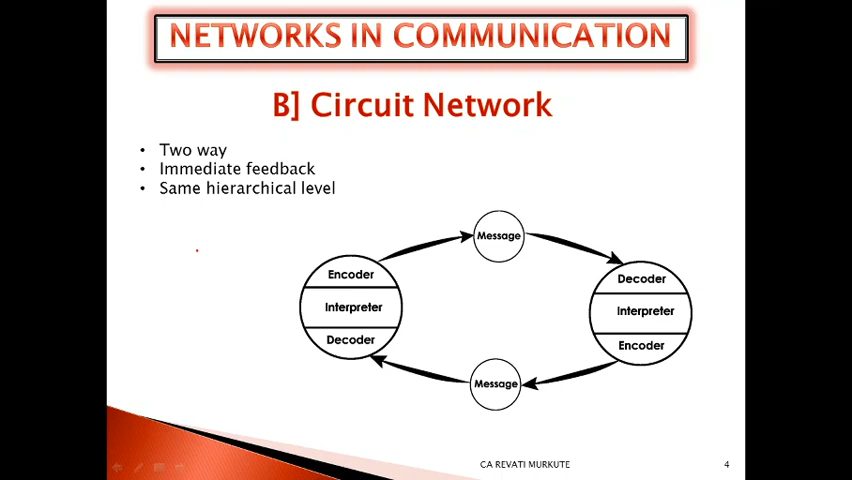 NETWORKS IN COMMUNICATION
B] Circuit Network
• Two way
• Immediate feedback
• Same hierarchical level
Message
Encoder
Interpreter
Decoder
Decoder
Interpreter
Encoder
Message
CA REVATI MURKUTE
4